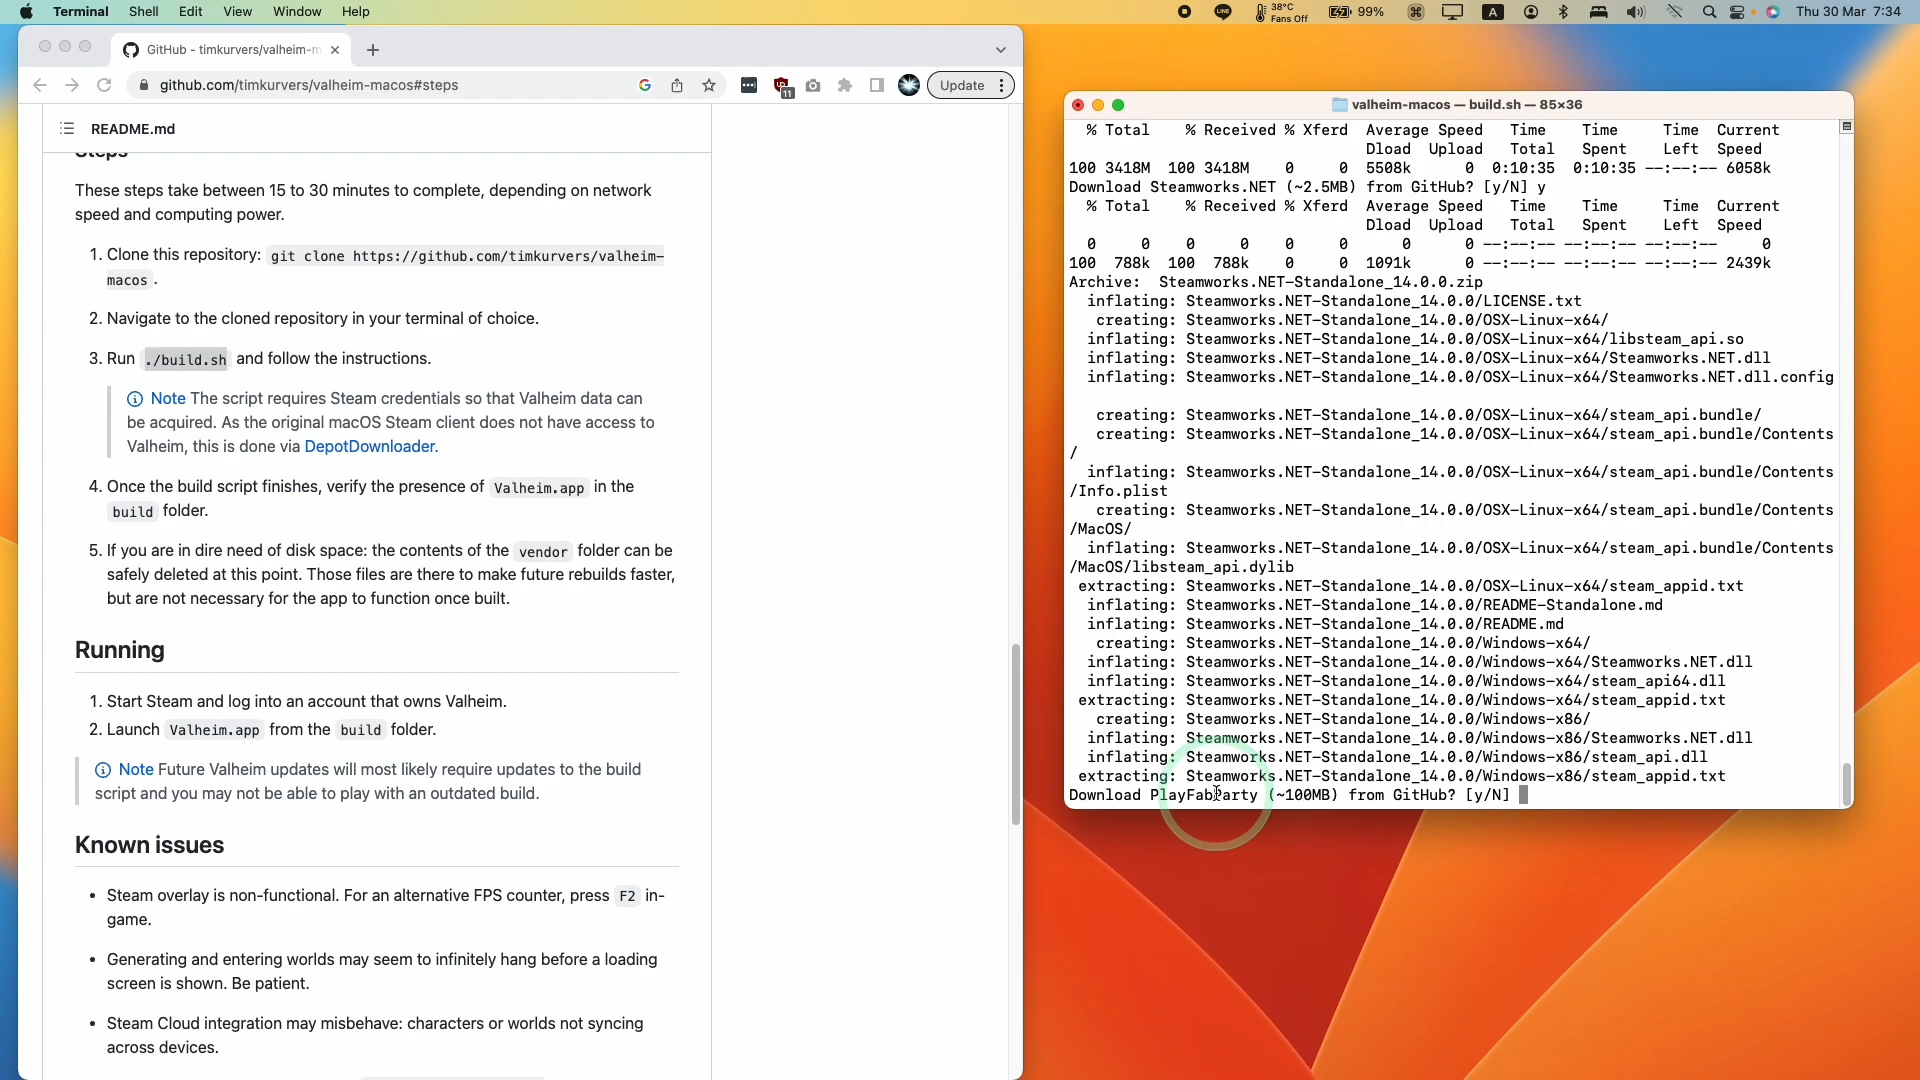 Terminal Shell Edit View Window Help
38°C
Fans Off
99%
A
Thu 30 Mar 7:34
GitHub - timkurvers/valheim-m
github.com/timkurvers/valheim-macos#steps
11
Update
README.md
Steps
These steps take between 15 to 30 minutes to complete, depending on network
speed and computing power.
1. Clone this repository: git clone https://github.com/timkurvers/valheim-
macos .
2. Navigate to the cloned repository in your terminal of choice.
3. Run ./build.sh and follow the instructions.
Note The script requires Steam credentials so that Valheim data can
be acquired. As the original macOS Steam client does not have access to
Valheim, this is done via DepotDownloader.
4. Once the build script finishes, verify the presence of Valheim.app in the
build folder.
5. If you are in dire need of disk space: the contents of the vendor folder can be
safely deleted at this point. Those files are there to make future rebuilds faster,
but are not necessary for the app to function once built.
Running
1. Start Steam and log into an account that owns Valheim.
2. Launch Valheim.app from the build folder.
Note Future Valheim updates will most likely require updates to the build
script and you may not be able to play with an outdated build.
Known issues
• Steam overlay is non-functional. For an alternative FPS counter, press F2 in-
game.
• Generating and entering worlds may seem to infinitely hang before a loading
screen is shown. Be patient.
• Steam Cloud integration may misbehave: characters or worlds not syncing
across devices.
valheim-macos — build.sh — 85×36
% Total % Received % Xferd Average Speed Time Time Time Current
Dload Upload Total Spent Left Speed
100 3418M 100 3418M 0 0 5508k 0 0:10:35 0:10:35 --:--:-- 6058k
Download Steamworks.NET (~2.5MB) from GitHub? [y/N] y
% Total % Received % Xferd Average Speed Time Time Time Current
Dload Upload Total Spent Left Speed
0 0 0 0 0 0 0 0 --:--:-- --:--:-- --:--:-- 0
100 788k 100 788k 0 0 1091k 0 --:--:-- --:--:-- --:--:-- 2439k
Archive: Steamworks.NET-Standalone_14.0.0.zip
inflating: Steamworks.NET-Standalone_14.0.0/LICENSE.txt
creating: Steamworks.NET-Standalone_14.0.0/OSX-Linux-x64/
inflating: Steamworks.NET-Standalone_14.0.0/OSX-Linux-x64/libsteam_api.so
inflating: Steamworks.NET-Standalone_14.0.0/OSX-Linux-x64/Steamworks.NET.dll
inflating: Steamworks.NET-Standalone_14.0.0/OSX-Linux-x64/Steamworks.NET.dll.config
creating: Steamworks.NET-Standalone_14.0.0/OSX-Linux-x64/steam_api.bundle/
creating: Steamworks.NET-Standalone_14.0.0/OSX-Linux-x64/steam_api.bundle/Contents
/
inflating: Steamworks.NET-Standalone_14.0.0/OSX-Linux-x64/steam_api.bundle/Contents
/Info.plist
creating: Steamworks.NET-Standalone_14.0.0/OSX-Linux-x64/steam_api.bundle/Contents
/MacOS/
inflating: Steamworks.NET-Standalone_14.0.0/OSX-Linux-x64/steam_api.bundle/Contents
/MacOS/libsteam_api.dylib
extracting: Steamworks.NET-Standalone_14.0.0/OSX-Linux-x64/steam_appid.txt
inflating: Steamworks.NET-Standalone_14.0.0/README-Standalone.md
inflating: Steamworks.NET-Standalone_14.0.0/README.md
creating: Steamworks.NET-Standalone_14.0.0/Windows-x64/
inflating: Steamworks.NET-Standalone_14.0.0/Windows-x64/Steamworks.NET.dll
inflating: Steamworks.NET-Standalone_14.0.0/Windows-x64/steam_api64.dll
extracting: Steamworks.NET-Standalone_14.0.0/Windows-x64/steam_appid.txt
creating: Steamworks.NET-Standalone_14.0.0/Windows-x86/
inflating: Steamworks.NET-Standalone_14.0.0/Windows-x86/Steamworks.NET.dll
inflating: Steamworks.NET-Standalone_14.0.0/Windows-x86/steam_api.dll
extracting: Steamworks.NET-Standalone_14.0.0/Windows-x86/steam_appid.txt
Download PlayFabParty (~100MB) from GitHub? [y/N]